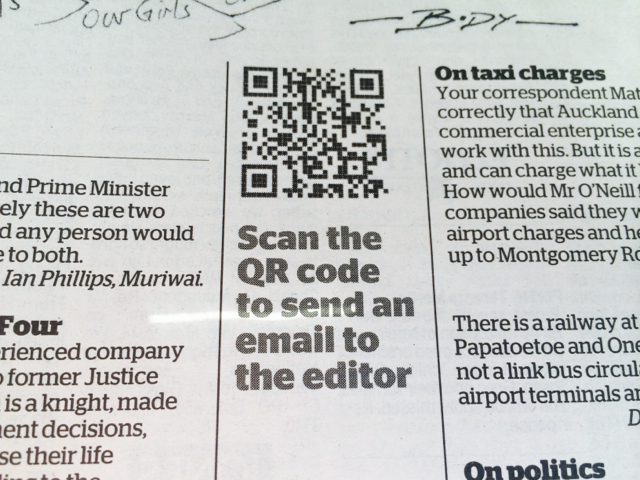 our Girls
BoDY
nd Prime Minister
ely these are two
d any person would
e to both.
Ian Phillips, Muriwai.
Four
erienced company
o former Justice
is a knight, made
ent decisions,
se their life
Scan the
QR code
to send an
email to
the editor
On taxi charges
Your correspondent Mat
correctly that Auckland
commercial enterprise a
work with this. But it is a
and can charge what it
How would Mr O'Neill f
companies said they w
airport charges and he
up to Montgomery Ro
There is a railway at
Papatoetoe and One
not a link bus circula
airport terminals an
D
On politics